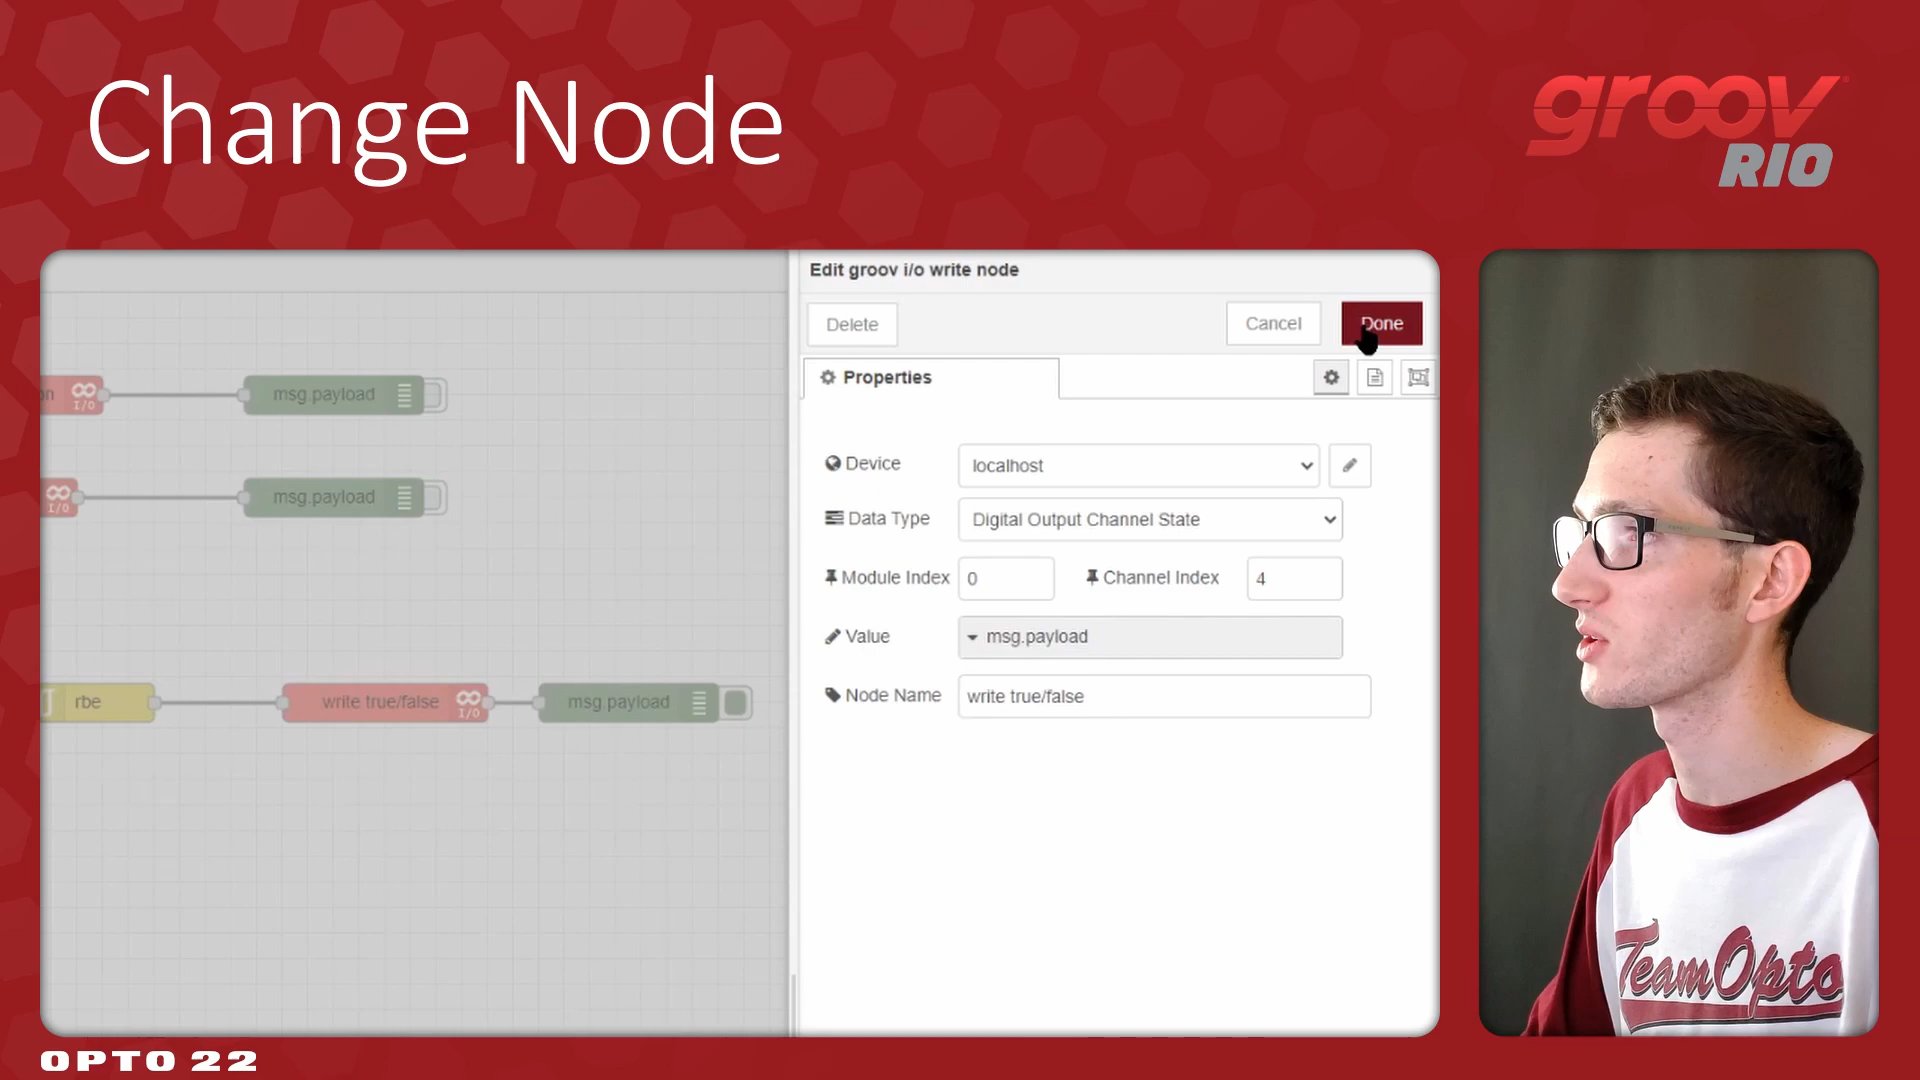 Change Node
groov
RIO
Edit groov i/o write node
Delete
Cancel
Done
Properties
Device
localhost
Data Type
Digital Output Channel State
Module Index
0
Channel Index
4
Value
msg.payload
Node Name
write true/false
n
I/O
msg.payload
I/O
msg.payload
rbe
write true/false
I/O
msg.payload
TeamOpto
OPTO 22